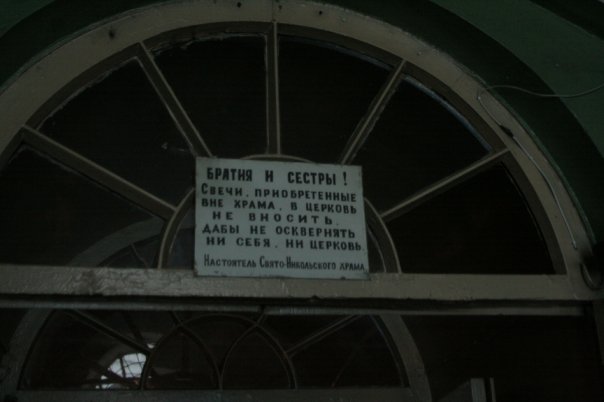 БРАТИЯ И СЕСТРЫ !
СВЕЧИ, ПРИОБРЕТЕННЫЕ
ВНЕ ХРАМА, В ЦЕРКОВЬ
НЕ ВНОСИТЬ,
ДАБЫ НЕ ОСКВЕРНЯТЬ
НИ СЕБЯ, НИ ЦЕРКОВЬ.
НАСТОЯТЕЛЬ СВЯТО-НИКОЛЬСКОГО ХРАМА